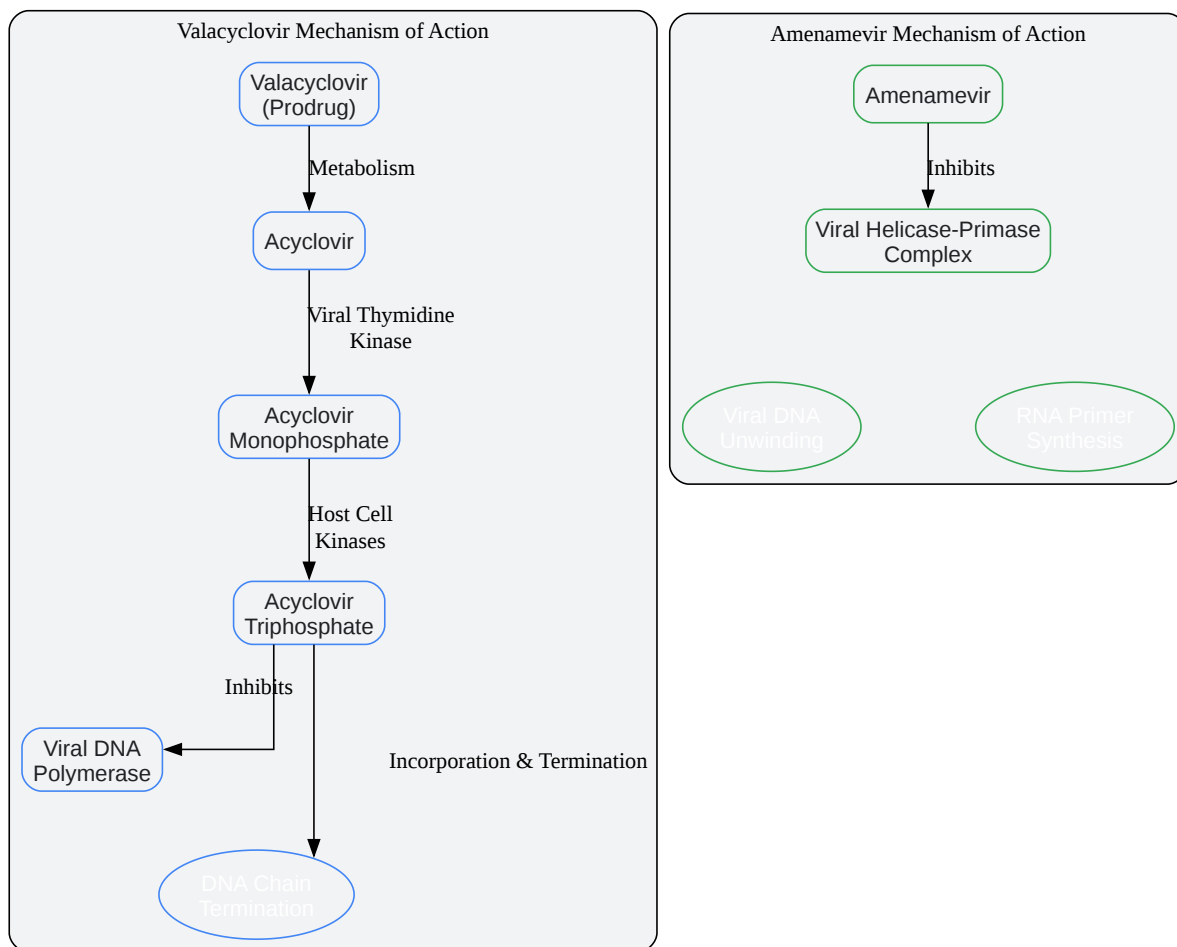 Valacyclovir Mechanism of Action
Valacyclovir
(Prodrug)
Metabolism
Acyclovir
Viral Thymidine
Kinase
Acyclovir
Monophosphate
Host Cell
Kinases
Acyclovir
Triphosphate
Inhibits
Viral DNA
Polymerase
Incorporation & Termination
DNA Chain
Termination
Amenamevir Mechanism of Action
Amenamevir
Inhibits
Viral Helicase-Primase
Complex
Viral DNA
Unwinding
RNA Primer
Synthesis